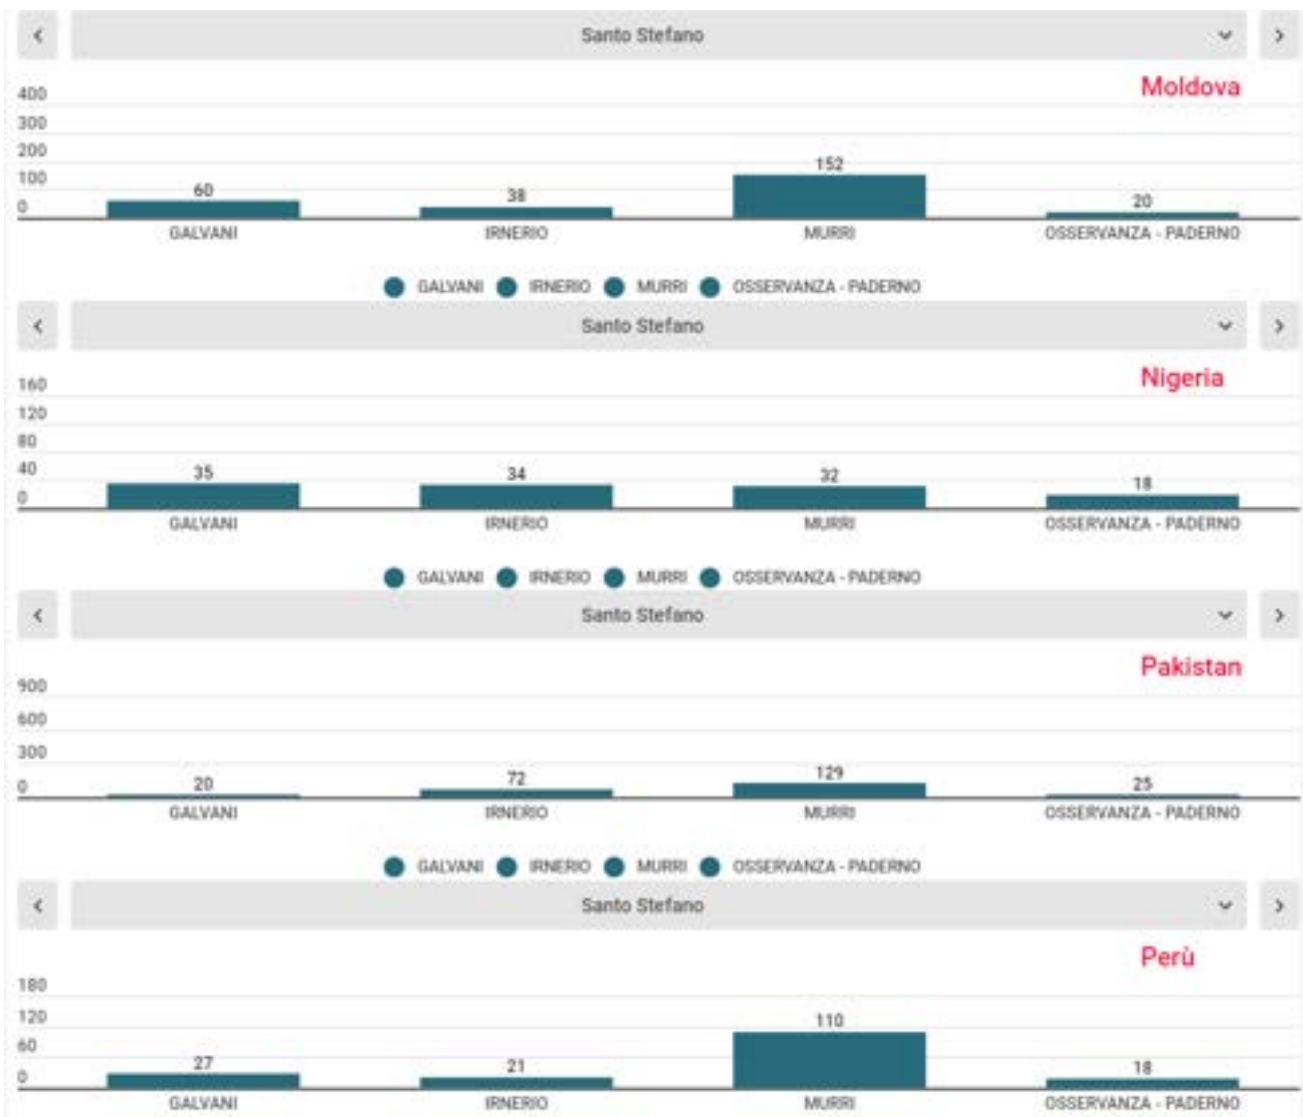 Santo Stefano
Moldova
400
300
200
100
0
60 38 152 20
GALVANI IRNERIO MURRI OSSERVANZA - PADERNO
GALVANI IRNERIO MURRI OSSERVANZA - PADERNO
Santo Stefano
Nigeria
160
120
80
40
0
35 34 32 18
GALVANI IRNERIO MURRI OSSERVANZA - PADERNO
GALVANI IRNERIO MURRI OSSERVANZA - PADERNO
Santo Stefano
Pakistan
900
600
300
0
20 72 129 25
GALVANI IRNERIO MURRI OSSERVANZA - PADERNO
GALVANI IRNERIO MURRI OSSERVANZA - PADERNO
Santo Stefano
Perù
180
120
60
0
27 21 110 18
GALVANI IRNERIO MURRI OSSERVANZA - PADERNO